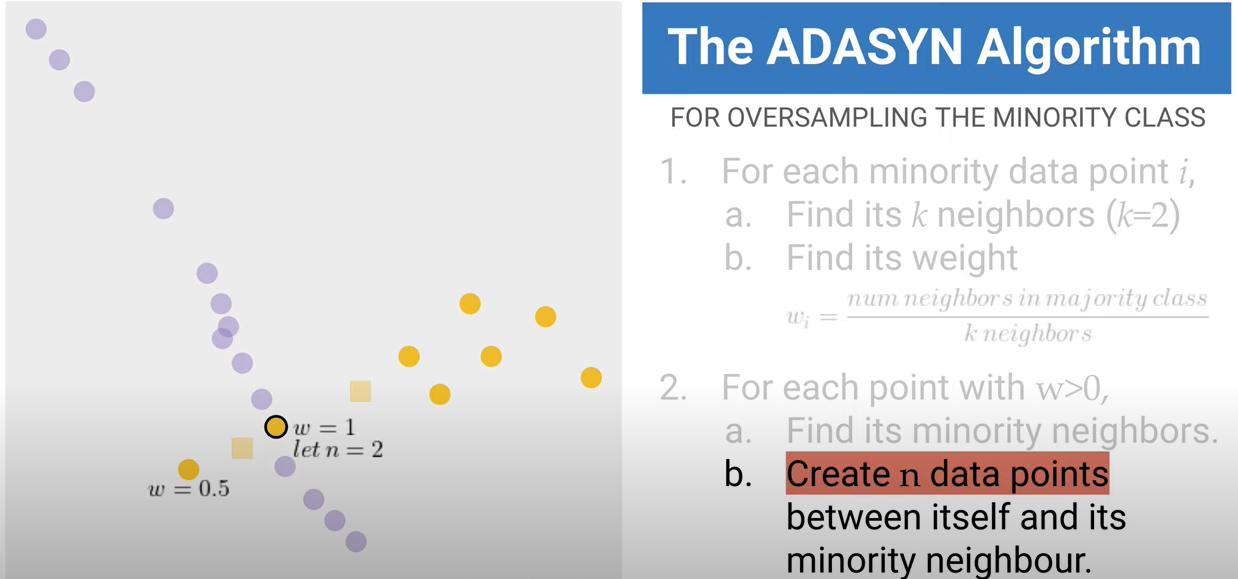 The ADASYN Algorithm
FOR OVERSAMPLING THE MINORITY CLASS
1. For each minority data point i,
a. Find its k neighbors (k=2)
b. Find its weight
w_i = num neighbors in majority class / k neighbors
2. For each point with w>0,
a. Find its minority neighbors.
b. Create n data points
between itself and its
minority neighbour.
w = 1
let n = 2
w = 0.5